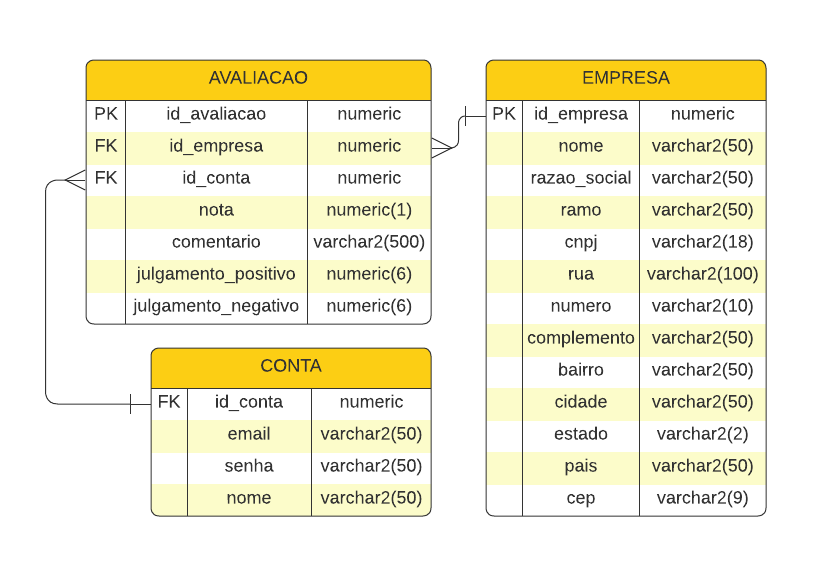 AVALIACAO
PK id_avaliacao numeric
FK id_empresa numeric
FK id_conta numeric
nota numeric(1)
comentario varchar2(500)
julgamento_positivo numeric(6)
julgamento_negativo numeric(6)
CONTA
FK id_conta numeric
email varchar2(50)
senha varchar2(50)
nome varchar2(50)
EMPRESA
PK id_empresa numeric
nome varchar2(50)
razao_social varchar2(50)
ramo varchar2(50)
cnpj varchar2(18)
rua varchar2(100)
numero varchar2(10)
complemento varchar2(50)
bairro varchar2(50)
cidade varchar2(50)
estado varchar2(2)
pais varchar2(50)
cep varchar2(9)